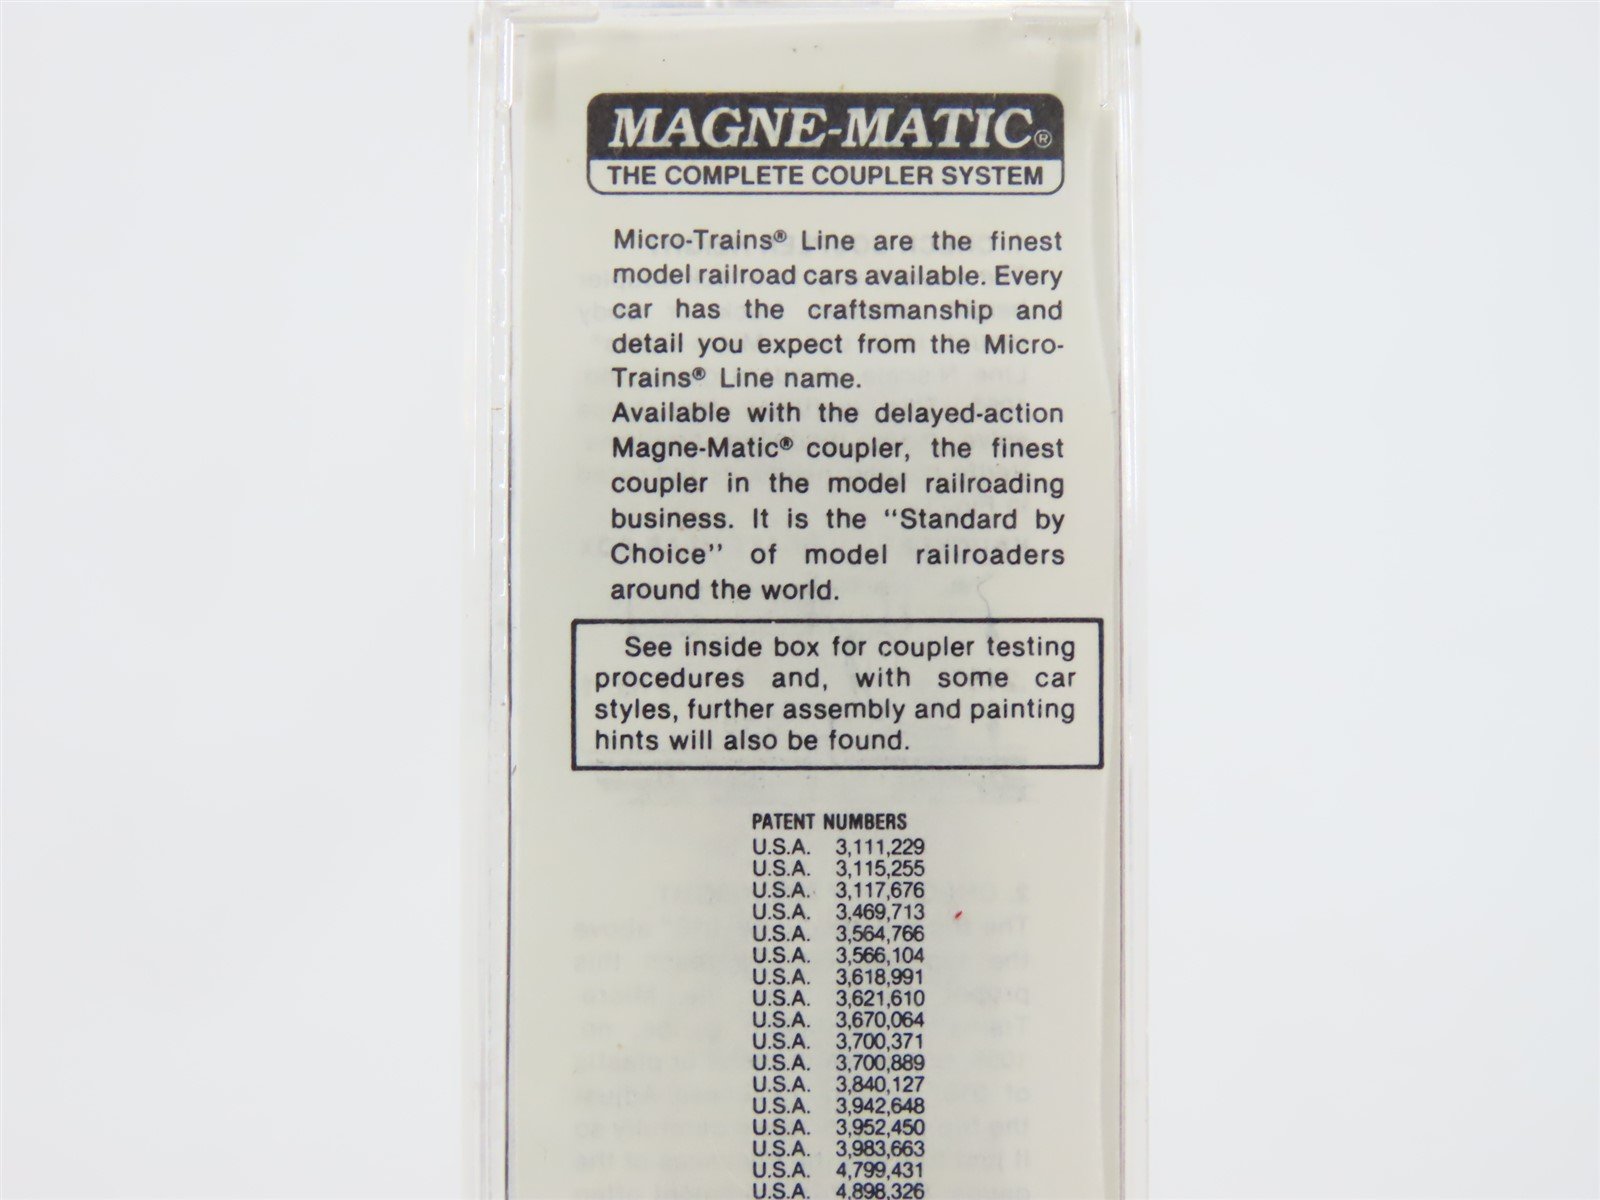 MAGNE-MATIC®
THE COMPLETE COUPLER SYSTEM
Micro-Trains® Line are the finest
model railroad cars available. Every
car has the craftsmanship and
detail you expect from the Micro-
Trains® Line name.
Available with the delayed-action
Magne-Matic® coupler, the finest
coupler in the model railroading
business. It is the "Standard by
Choice" of model railroaders
around the world.
See inside box for coupler testing
procedures and, with some car
styles, further assembly and painting
hints will also be found.
PATENT NUMBERS
U.S.A. 3,111,229
U.S.A. 3,115,255
U.S.A. 3,117,676
U.S.A. 3,469,713
U.S.A. 3,564,766
U.S.A. 3,566,104
U.S.A. 3,618,991
U.S.A. 3,621,610
U.S.A. 3,670,064
U.S.A. 3,700,371
U.S.A. 3,700,889
U.S.A. 3,840,127
U.S.A. 3,942,648
U.S.A. 3,952,450
U.S.A. 3,983,663
U.S.A. 4,799,431
U.S.A. 4,898,326